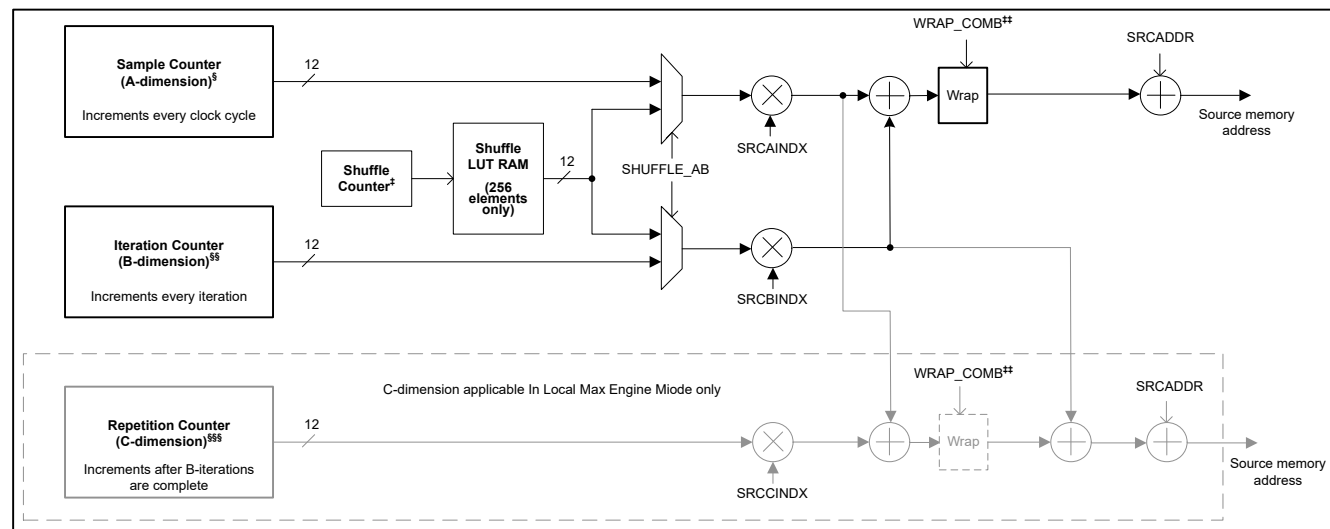 WRAP_COMB‡‡
SRCADDR
Sample Counter
(A-dimension)§
Increments every clock cycle
12
Wrap
Source memory
address
SRCAINDX
Shuffle
Counter‡
Shuffle
LUT RAM
(256
elements
only)
12
SHUFFLE_AB
Iteration Counter
(B-dimension)§§
Increments every iteration
12
SRCBINDX
C-dimension applicable In Local Max Engine Miode only
WRAP_COMB‡‡
SRCADDR
Repetition Counter
(C-dimension)§§§
Increments after B-iterations
are complete
12
Wrap
Source memory
address
SRCCINDX